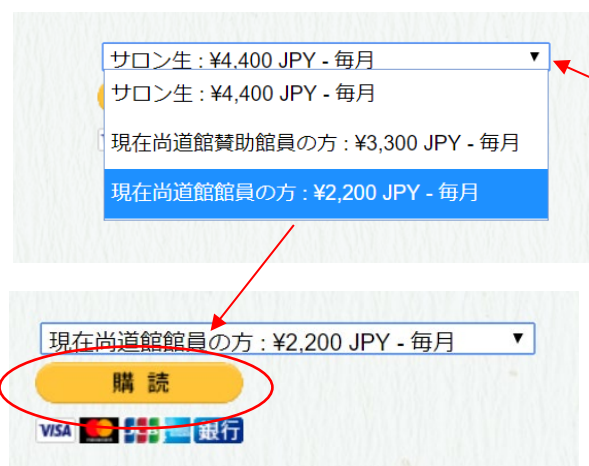 サロン生 : ¥4,400 JPY - 毎月
サロン生 : ¥4,400 JPY - 毎月
現在尚道館賛助館員の方 : ¥3,300 JPY - 毎月
現在尚道館館員の方 : ¥2,200 JPY - 毎月
現在尚道館館員の方 : ¥2,200 JPY - 毎月
購読
VISA JCB 銀行